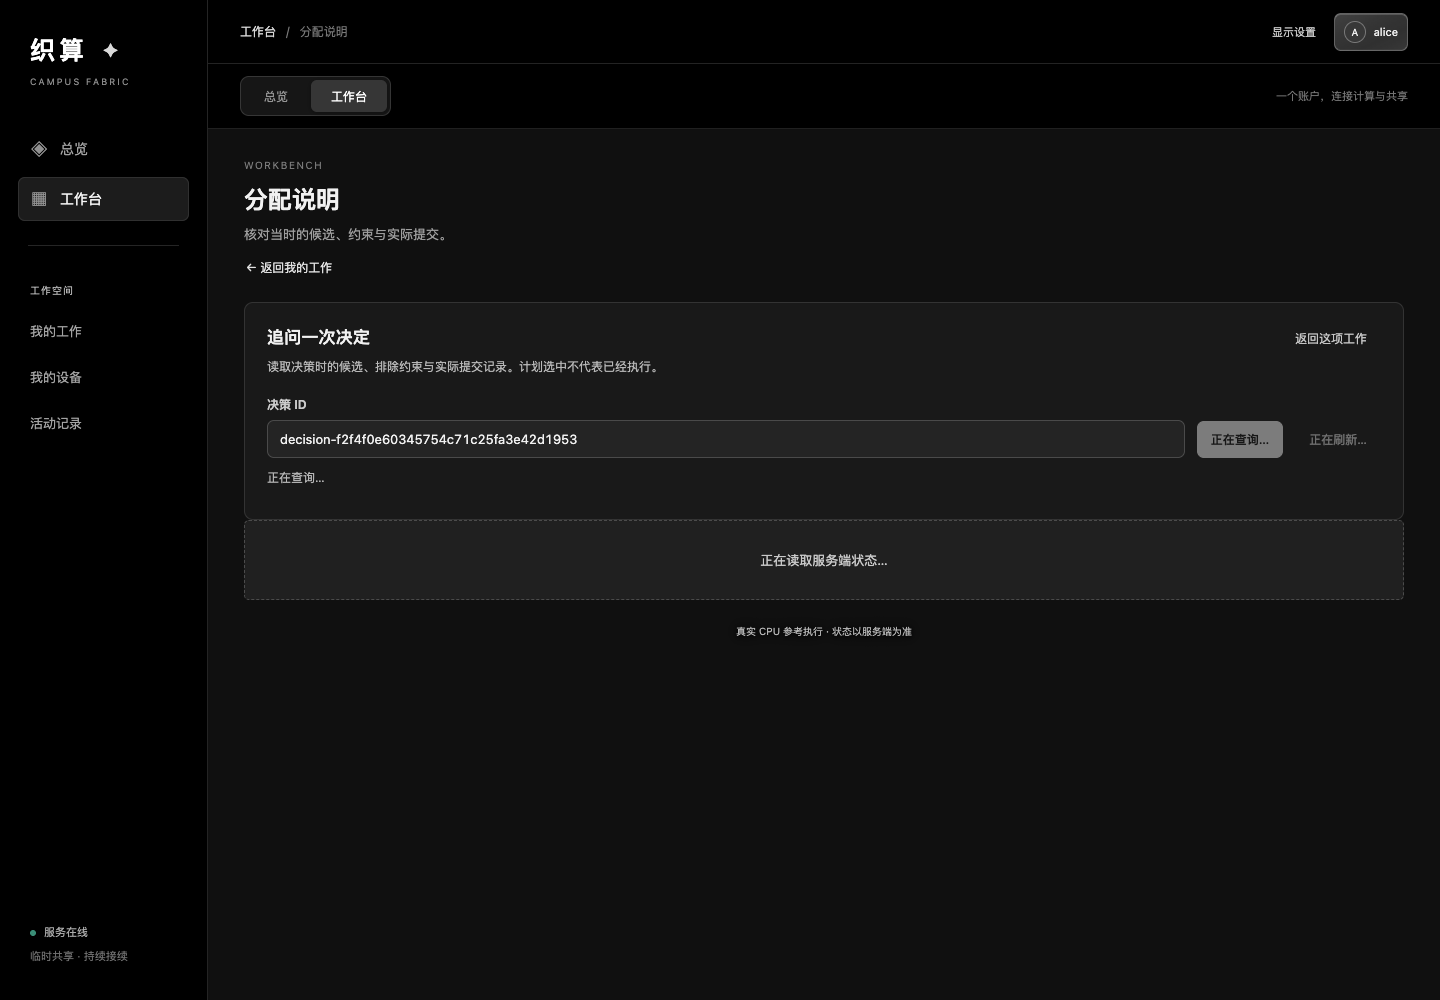 织算
CAMPUS FABRIC
总览
工作台
工作空间
我的工作
我的设备
活动记录
服务在线
临时共享 · 持续接续
工作台 / 分配说明
显示设置
A alice
总览 工作台
一个账户，连接计算与共享
WORKBENCH
分配说明
核对当时的候选、约束与实际提交。
← 返回我的工作
追问一次决定
返回这项工作
读取决策时的候选、排除约束与实际提交记录。计划选中不代表已经执行。
决策 ID
decision-f2f4f0e60345754c71c25fa3e42d1953
正在查询...
正在刷新...
正在查询...
正在读取服务端状态...
真实 CPU 参考执行 · 状态以服务端为准